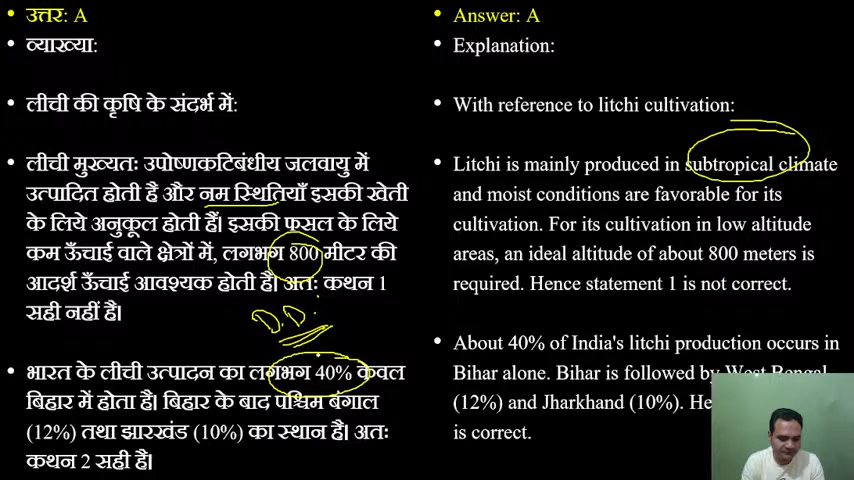 • उत्तर: A
• व्याख्या:
• लीची की कृषि के संदर्भ में:
• लीची मुख्यतः उपोष्णकटिबंधीय जलवायु में
उत्पादित होती है और नम स्थितियाँ इसकी खेती
के लिये अनुकूल होती हैं। इसकी फसल के लिये
कम ऊँचाई वाले क्षेत्रों में, लगभग 800 मीटर की
आदर्श ऊँचाई आवश्यक होती है। अतः कथन 1
सही नहीं है।
D.D.
• भारत के लीची उत्पादन का लगभग 40% केवल
बिहार में होता है। बिहार के बाद पश्चिम बंगाल
(12%) तथा झारखंड (10%) का स्थान है। अतः
कथन 2 सही है।
• Answer: A
• Explanation:
• With reference to litchi cultivation:
• Litchi is mainly produced in subtropical climate
and moist conditions are favorable for its
cultivation. For its cultivation in low altitude
areas, an ideal altitude of about 800 meters is
required. Hence statement 1 is not correct.
• About 40% of India's litchi production occurs in
Bihar alone. Bihar is followed by West Bengal
(12%) and Jharkhand (10%).
is correct.